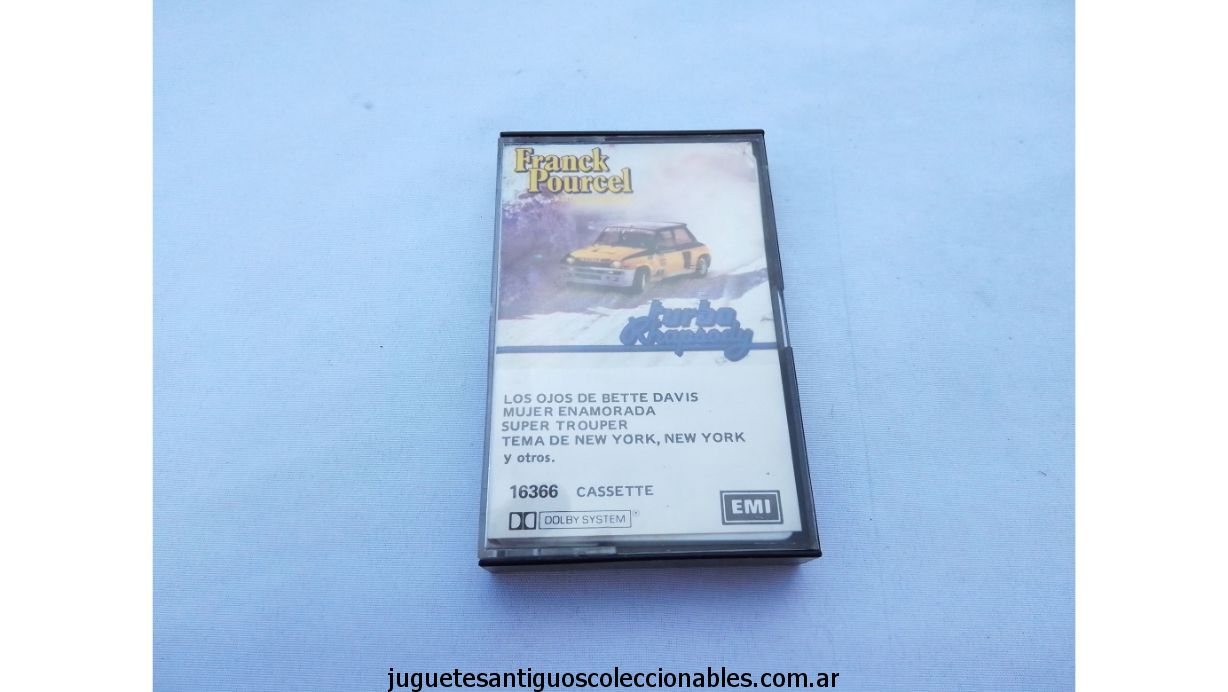 Franck
Pourcel
turbo
Rhapsody
LOS OJOS DE BETTE DAVIS
MUJER ENAMORADA
SUPER TROUPER
TEMA DE NEW YORK, NEW YORK
y otros.
16366 CASSETTE
DOLBY SYSTEM®
EMI
juguetesantiguoscoleccionables.com.ar